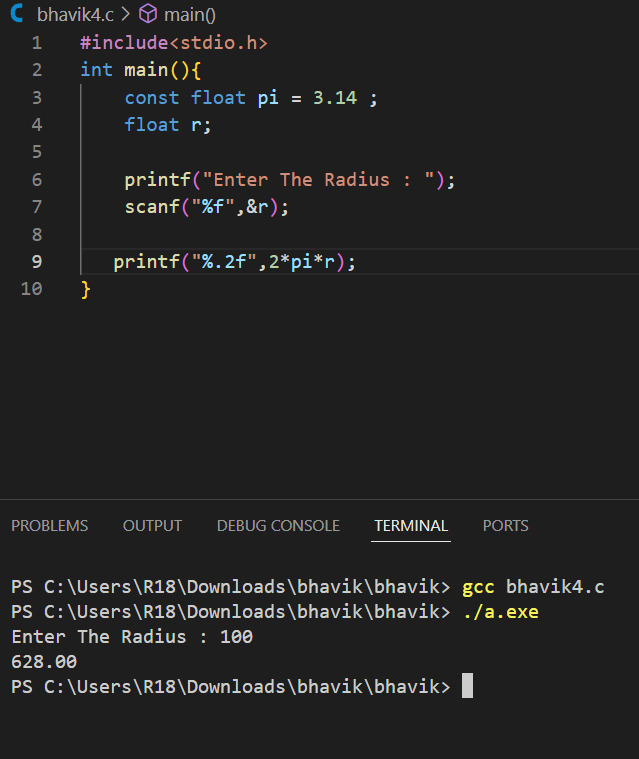 bhavik4.c > main()
1 #include<stdio.h>
2 int main(){
3     const float pi = 3.14 ;
4     float r;
5
6     printf("Enter The Radius : ");
7     scanf("%f",&r);
8
9    printf("%.2f",2*pi*r);
10 }
PROBLEMS OUTPUT DEBUG CONSOLE TERMINAL PORTS
PS C:\Users\R18\Downloads\bhavik\bhavik> gcc bhavik4.c
PS C:\Users\R18\Downloads\bhavik\bhavik> ./a.exe
Enter The Radius : 100
628.00
PS C:\Users\R18\Downloads\bhavik\bhavik>